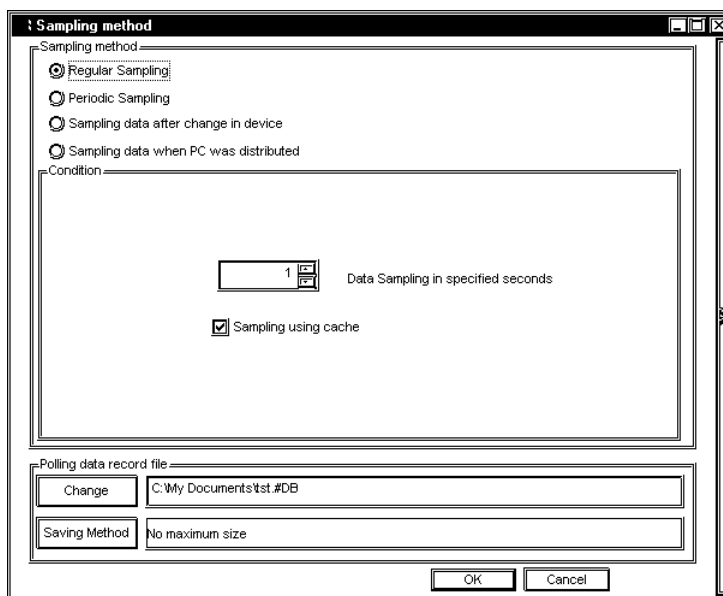 Sampling method
Sampling method
Regular Sampling
Periodic Sampling
Sampling data after change in device
Sampling data when PC was distributed
Condition
1
Data Sampling in specified seconds
Sampling using cache
Polling data record file
Change
C:\My Documents\tst.#DB
Saving Method
No maximum size
OK
Cancel